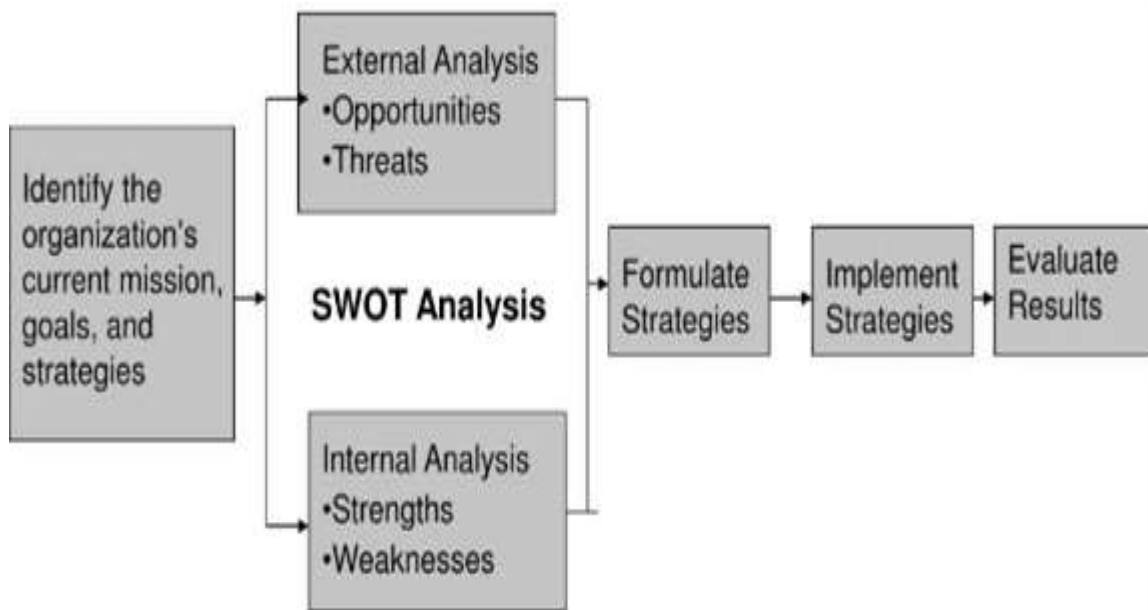 Identify the
organization's
current mission,
goals, and
strategies
External Analysis
•Opportunities
•Threats
SWOT Analysis
Internal Analysis
•Strengths
•Weaknesses
Formulate
Strategies
Implement
Strategies
Evaluate
Results